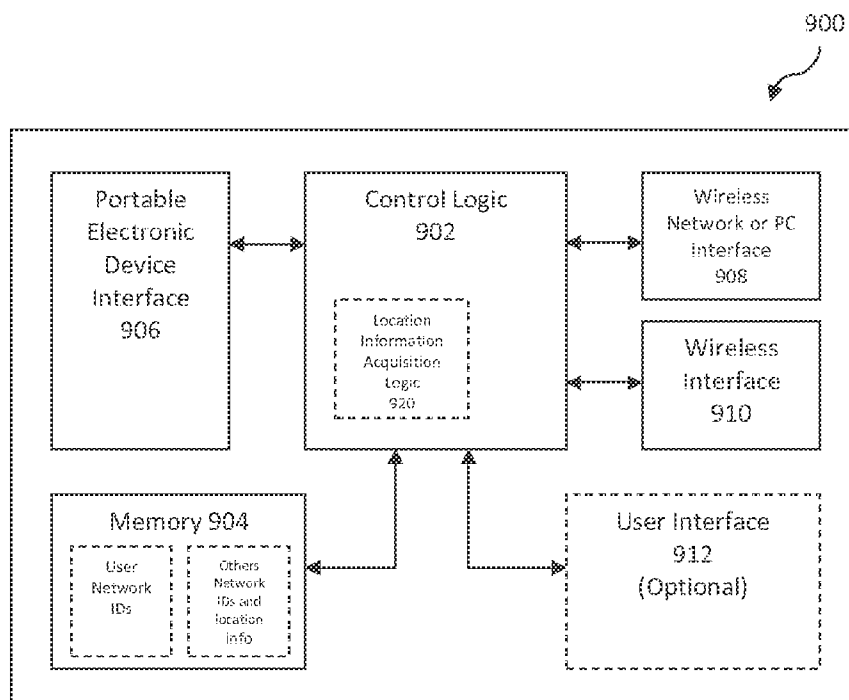 900
Portable
Electronic
Device
Interface
906
Control Logic
902
Location
Information
Acquisition
Logic
920
Wireless
Network or PC
Interface
908
Wireless
Interface
910
Memory 904
User
Network
IDs
Others
Network
IDs and
location
info
User Interface
912
(Optional)